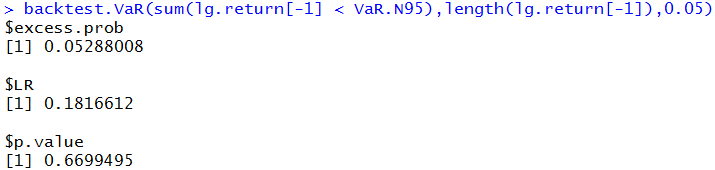 > backtest.VaR(sum(lg.return[-1] < VaR.N95),length(lg.return[-1]),0.05)
$excess.prob
[1] 0.05288008
$LR
[1] 0.1816612
$p.value
[1] 0.6699495